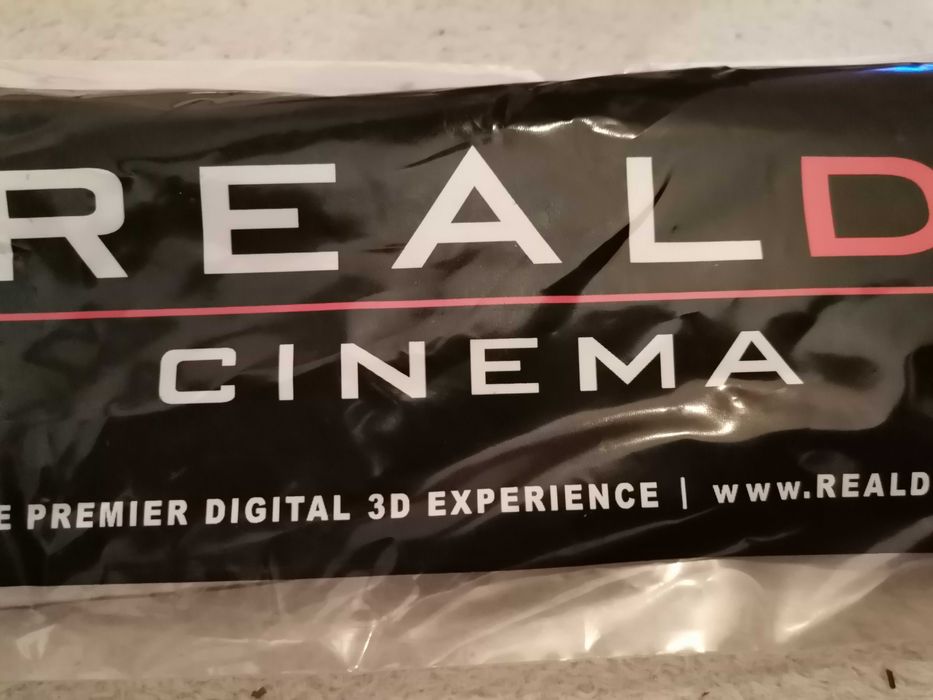 REALD
CINEMA
E PREMIER DIGITAL 3D EXPERIENCE | www.REALD